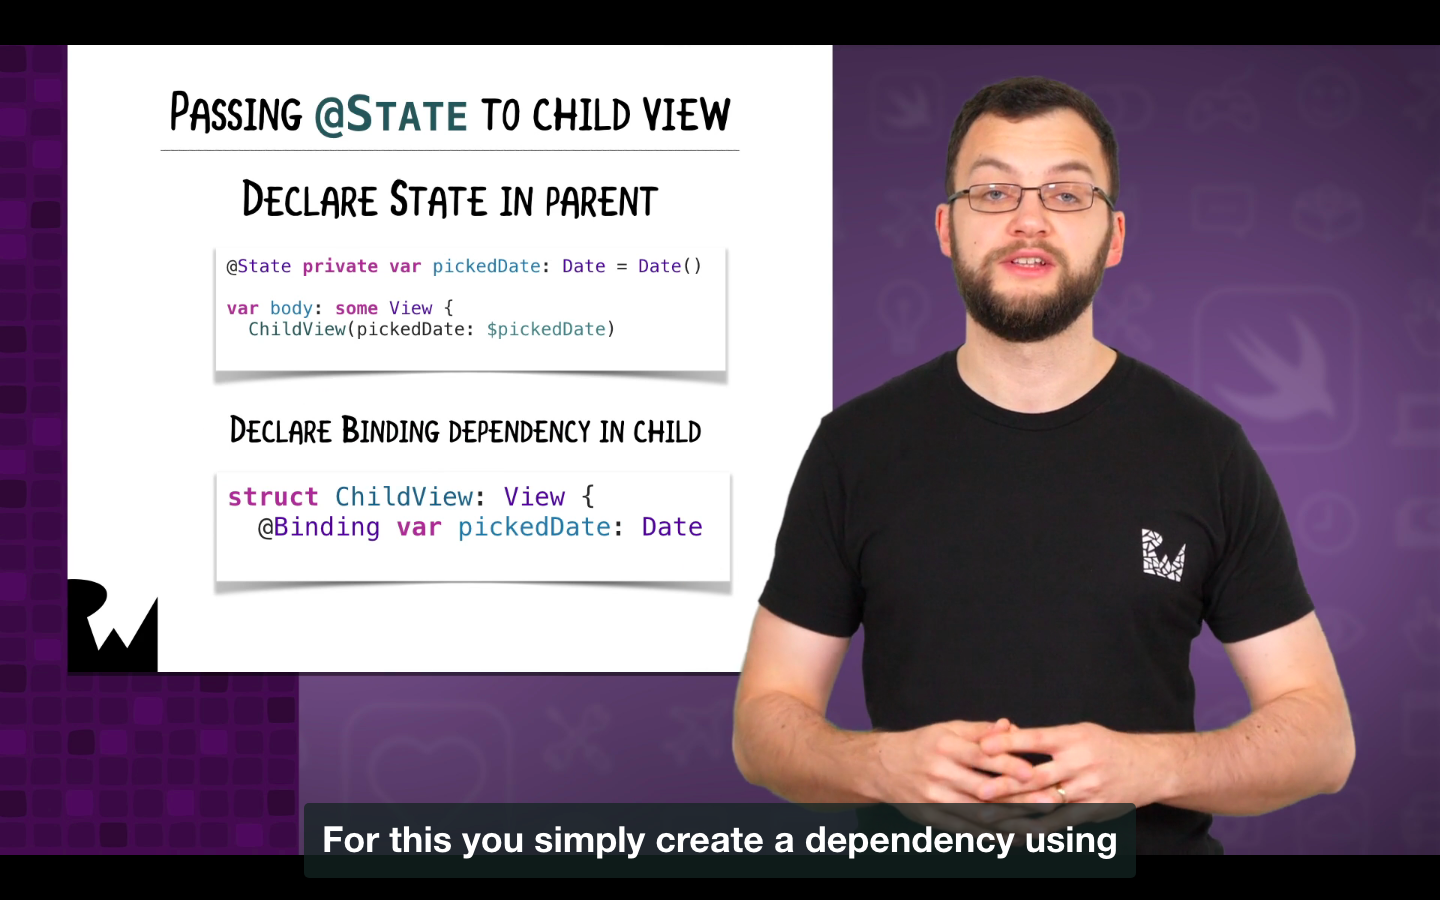 PASSING @STATE TO CHILD VIEW
DECLARE STATE IN PARENT
@State private var pickedDate: Date = Date()
var body: some View {
ChildView(pickedDate: $pickedDate)
DECLARE BINDING DEPENDENCY IN CHILD
struct ChildView: View {
@Binding var pickedDate: Date
RW
RW
For this you simply create a dependency using